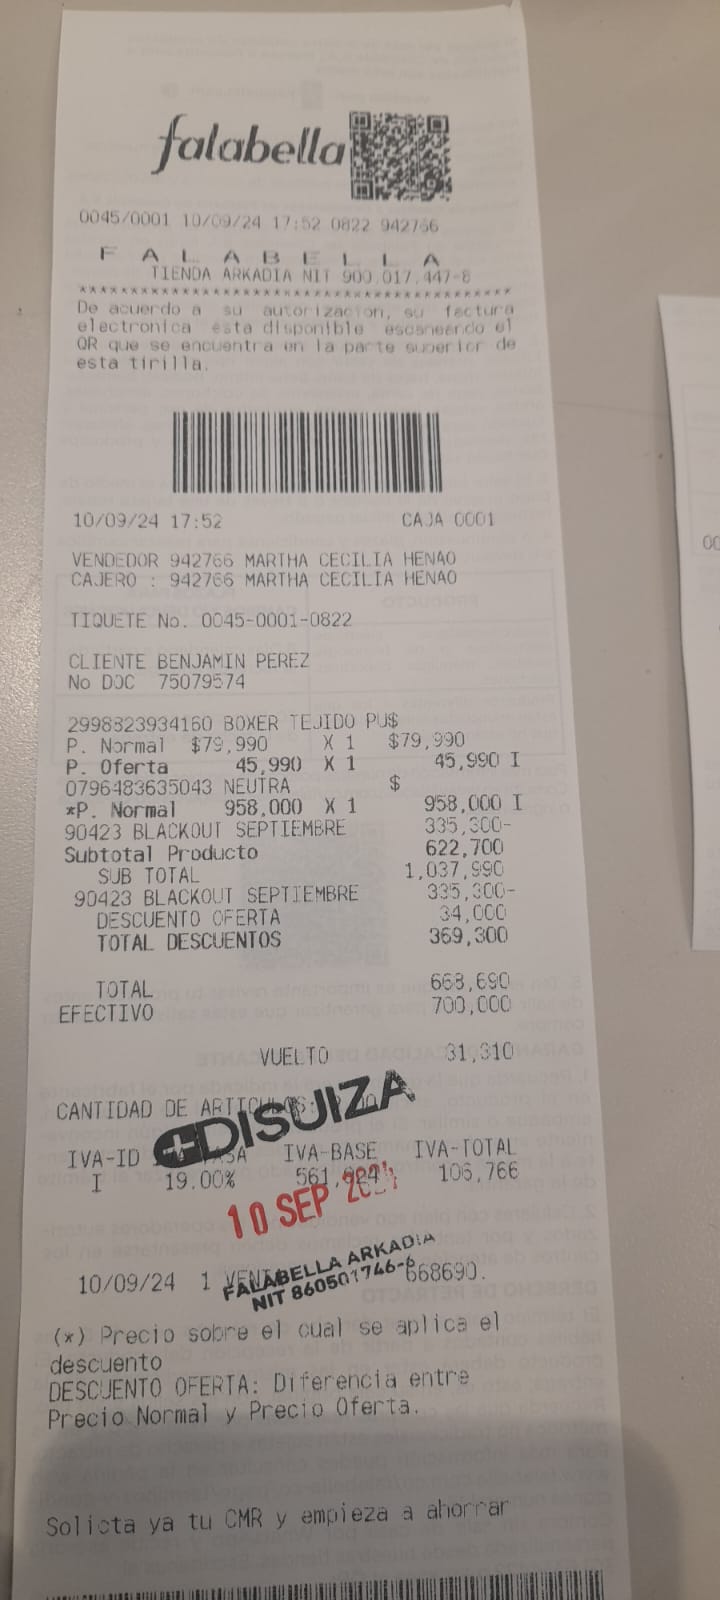 falabella
0045/0001 10/09/24 17:52 0822 942766
F A L A B E L L A
TIENDA ARKADIA NIT 900.017.447-8
****************************************
De acuerdo a su autorizacion, su factura
electronica esta disponible escaneando el
QR que se encuentra en la parte superior de
esta tirilla.
10/09/24 17:52 CAJA 0001
VENDEDOR 942766 MARTHA CECILIA HENAO
CAJERO : 942766 MARTHA CECILIA HENAO
TIQUETE No. 0045-0001-0822
CLIENTE BENJAMIN PEREZ
No DOC 75079574
2998823934160 BOXER TEJIDO PU$
P. Normal $79,990 X 1 $79,990
P. Oferta 45,990 X 1 45,990 I
0796483635043 NEUTRA $
*P. Normal 958,000 X 1 958,000 I
90423 BLACKOUT SEPTIEMBRE 335,300-
Subtotal Producto 622,700
SUB TOTAL 1,037,990
90423 BLACKOUT SEPTIEMBRE 335,300-
DESCUENTO OFERTA 34,000
TOTAL DESCUENTOS 369,300
TOTAL 668,690
EFECTIVO 700,000
VUELTO 31,310
CANTIDAD DE
DISUIZA
IVA-ID IVA-BASE IVA-TOTAL
I 19.00% 106,766
10 SEP
10/09/24 1 668690.
FALABELLA ARKADIA
NIT 860501746-6
(*) Precio sobre el cual se aplica el
descuento
DESCUENTO OFERTA: Diferencia entre
Precio Normal y Precio Oferta.
Solicta ya tu CMR y empieza a ahorrar